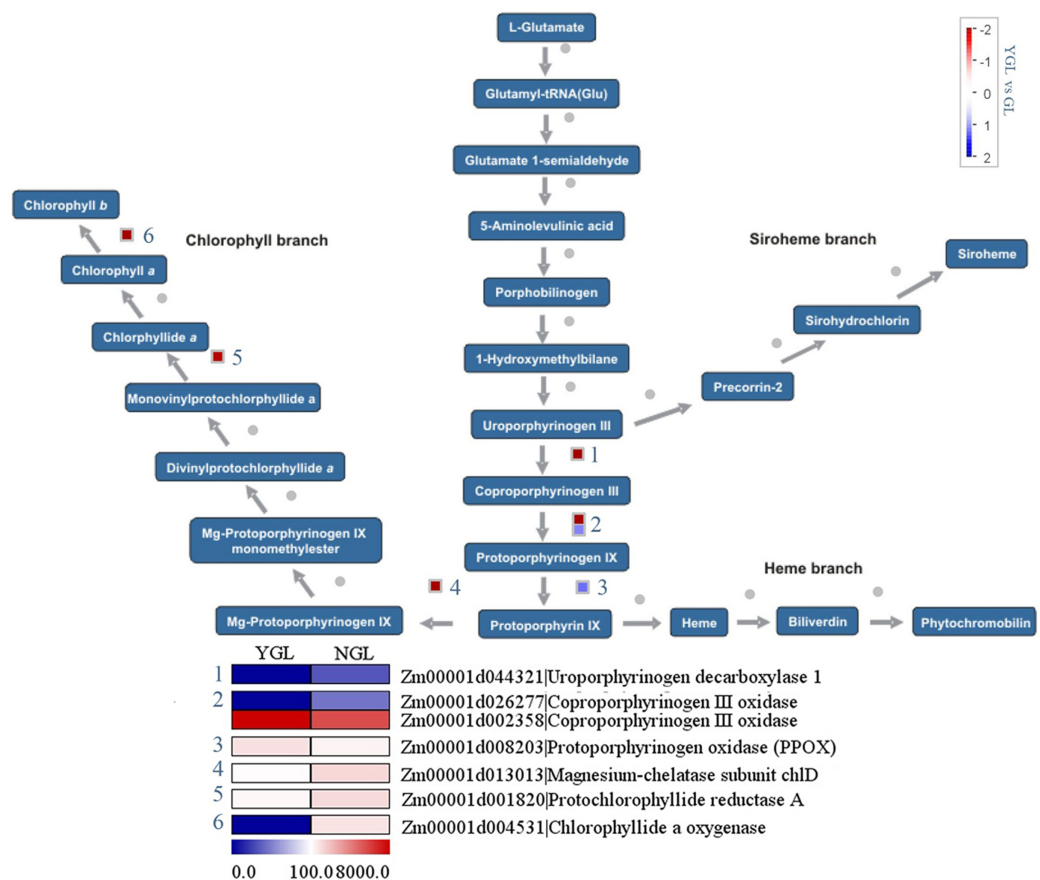 L-Glutamate
-2
-1
0
1
2
YGL vs GL
Glutamyl-tRNA(Glu)
Glutamate 1-semialdehyde
Chlorophyll b
6
Chlorophyll branch
5-Aminolevulinic acid
Siroheme branch
Siroheme
Chlorophyll a
Porphobilinogen
Sirohydrochlorin
Chlorphyllide a
5
1-Hydroxymethylbilane
Precorrin-2
Monovinylprotochlorphyllide a
Uroporphyrinogen III
1
Divinylprotochlorphyllide a
Coproporphyrinogen III
2
Mg-Protoporphyrinogen IX
monomethylester
Protoporphyrinogen IX
Heme branch
4
3
Mg-Protoporphyrinogen IX
Protoporphyrin IX
Heme
Biliverdin
Phytochromobilin
YGL NGL
1 Zm00001d044321|Uroporphyrinogen decarboxylase 1
2 Zm00001d026277|Coproporphyrinogen III oxidase
Zm00001d002358|Coproporphyrinogen III oxidase
3 Zm00001d008203|Protoporphyrinogen oxidase (PPOX)
4 Zm00001d013013|Magnesium-chelatase subunit chlD
5 Zm00001d001820|Protochlorophyllide reductase A
6 Zm00001d004531|Chlorophyllide a oxygenase
0.0 100.0 8000.0